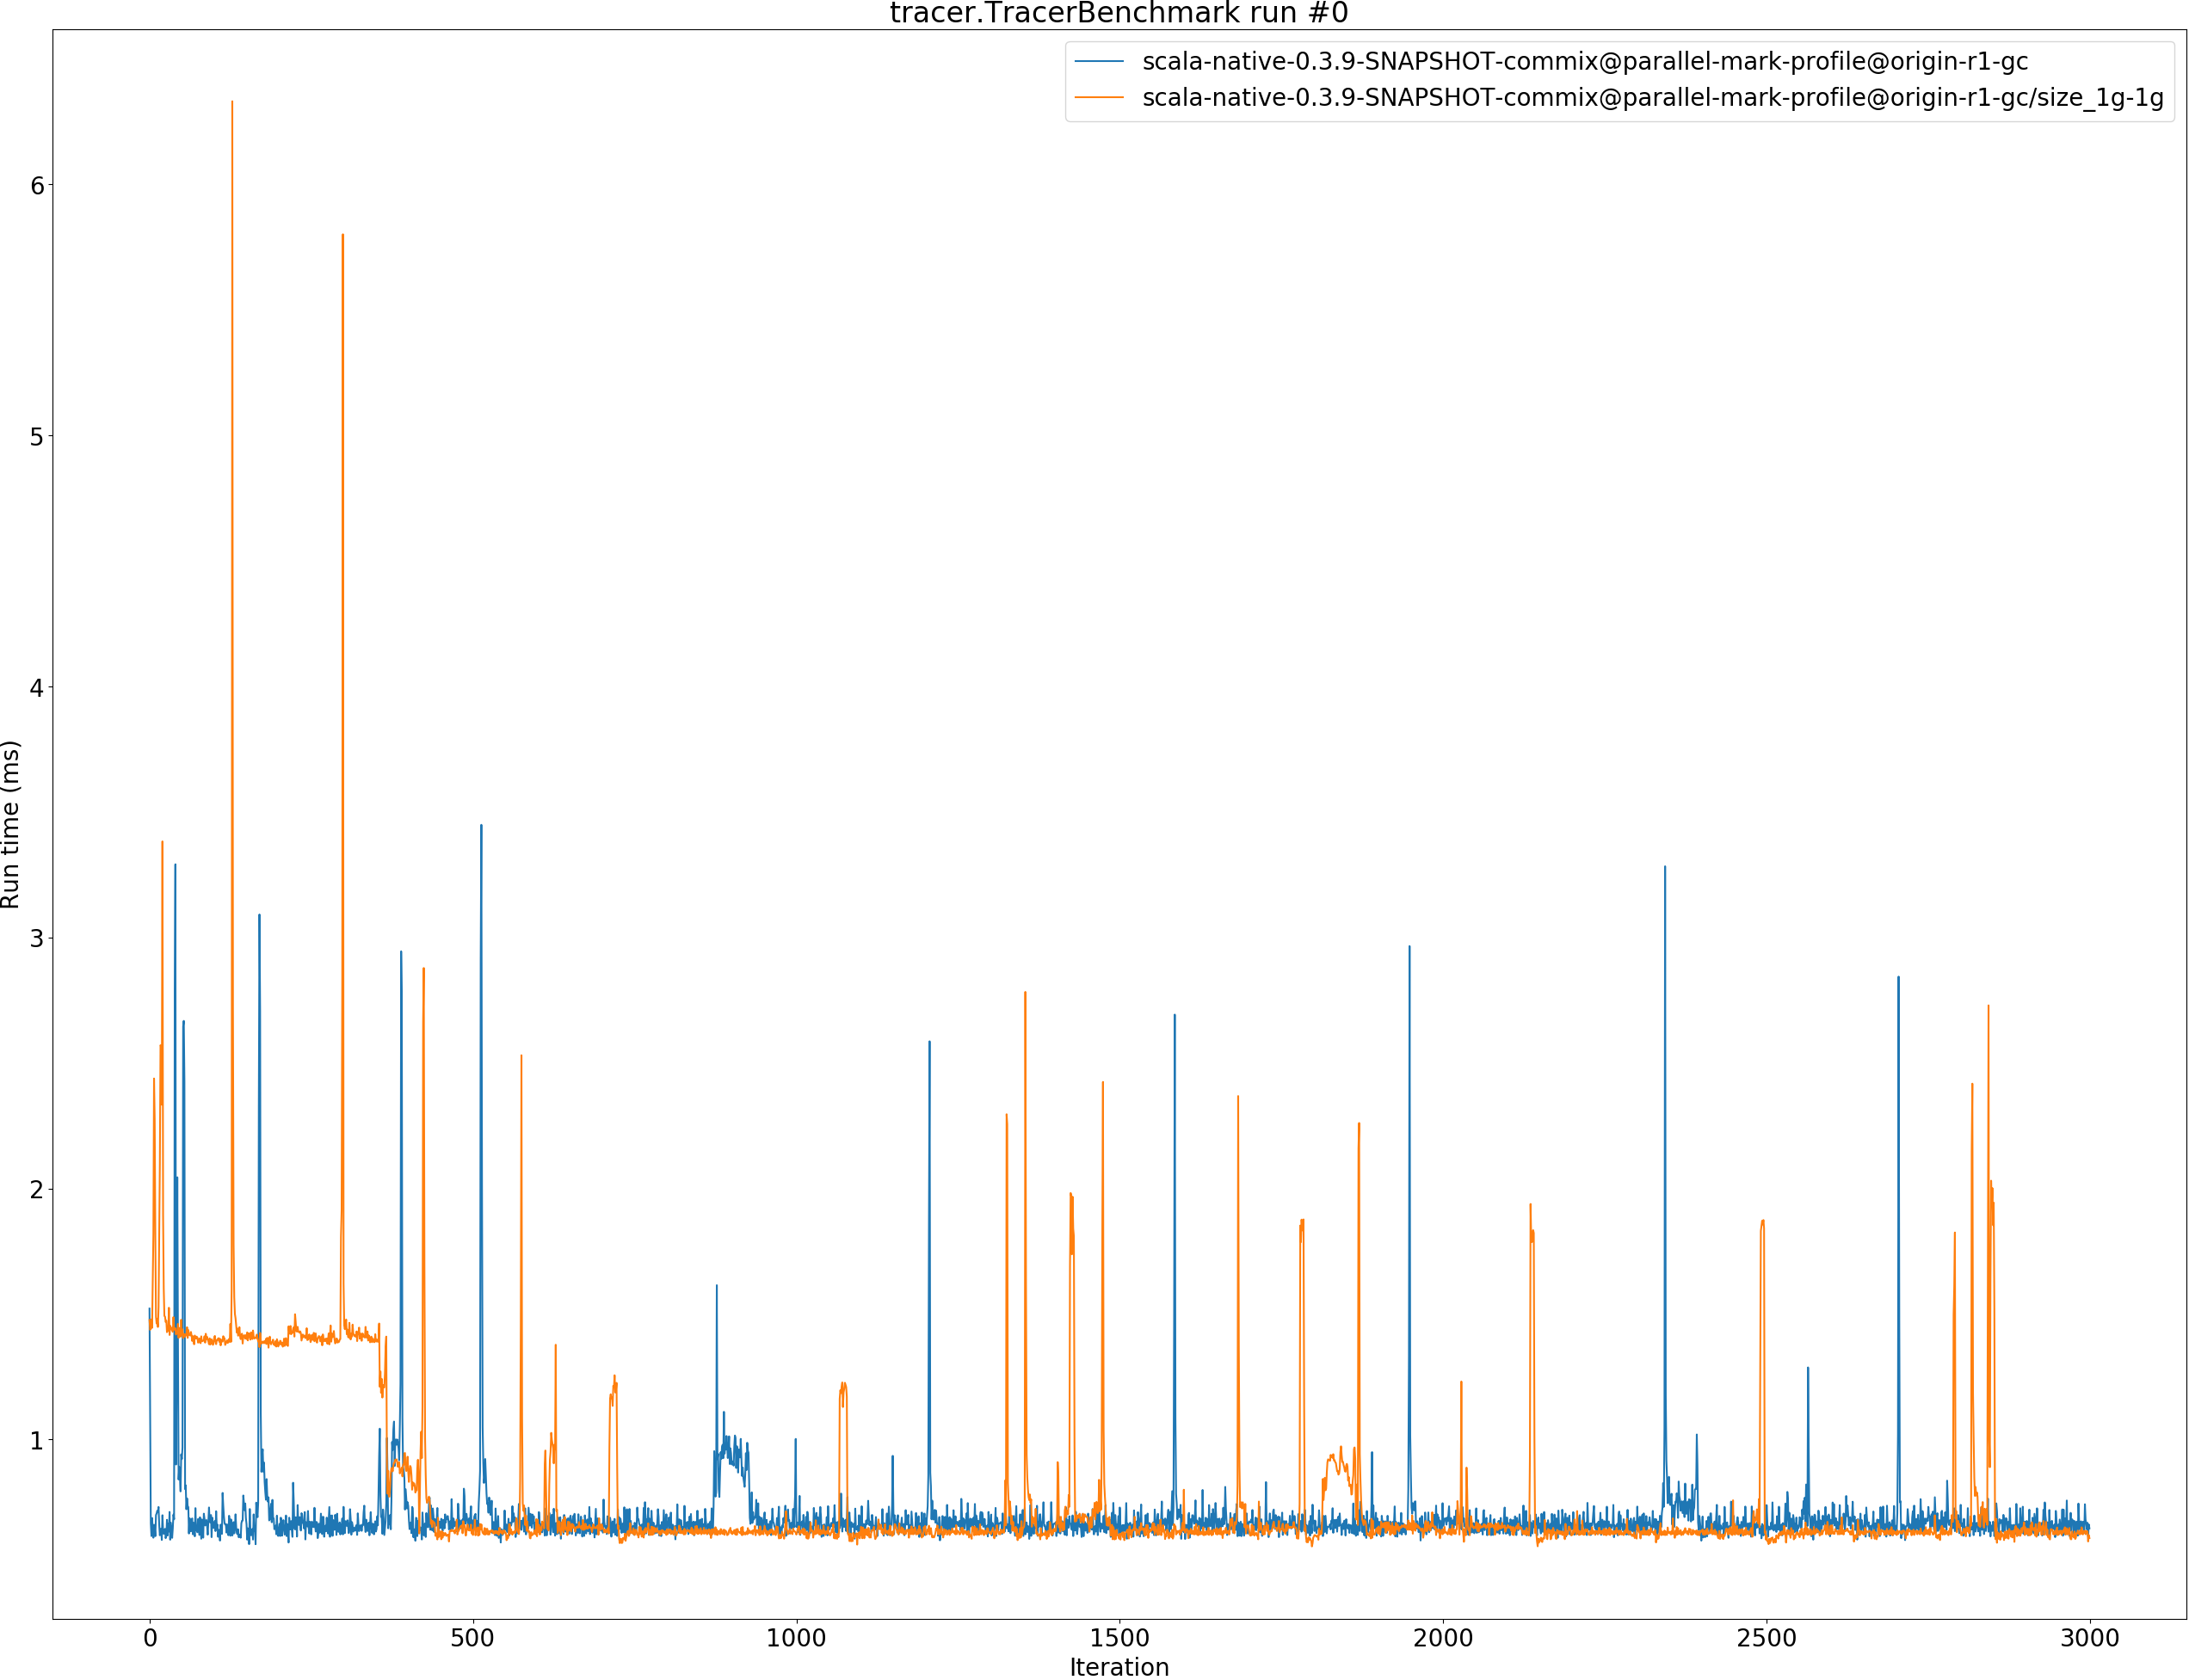 tracer.TracerBenchmark run #0
scala-native-0.3.9-SNAPSHOT-commix@parallel-mark-profile@origin-r1-gc
scala-native-0.3.9-SNAPSHOT-commix@parallel-mark-profile@origin-r1-gc/size_1g-1g
Run time (ms)
6
5
4
3
2
1
0 500 1000 1500 2000 2500 3000
Iteration